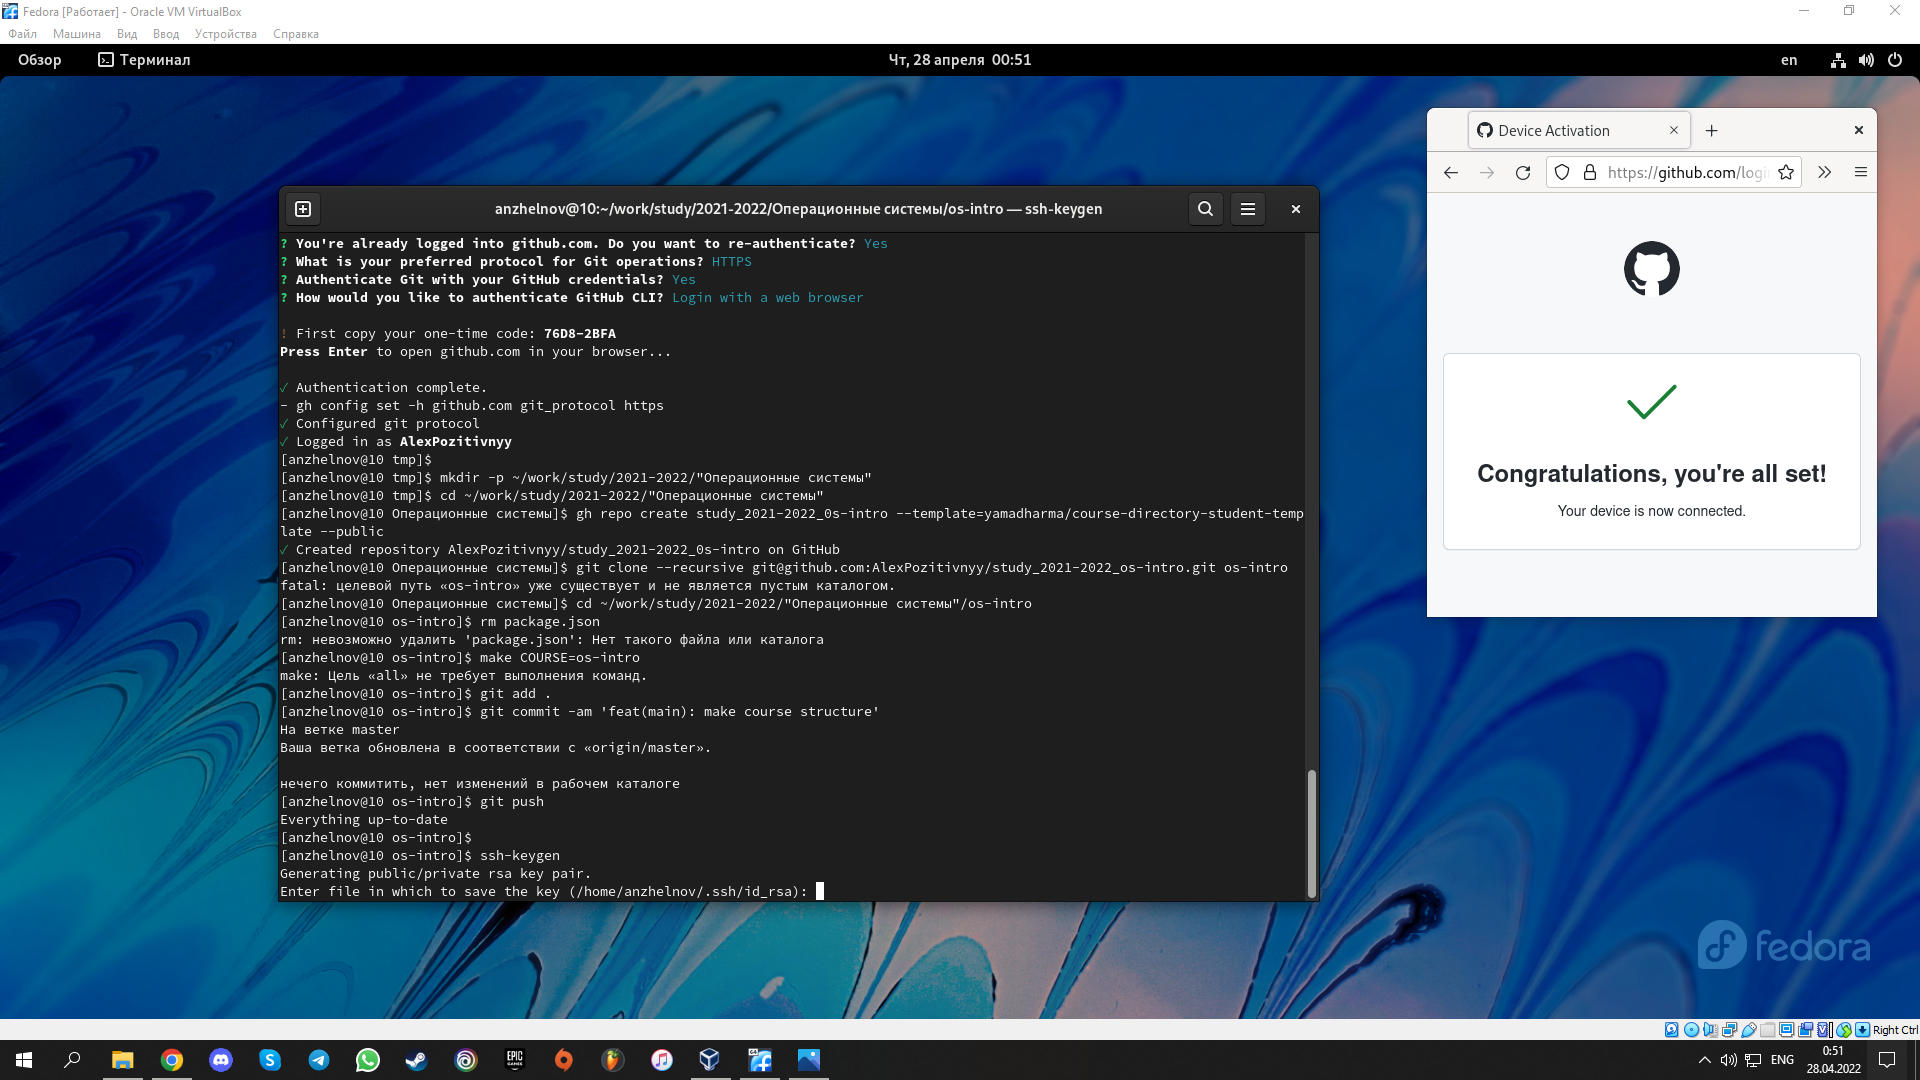 Fedora [Работает] - Oracle VM VirtualBox
Файл Машина Вид Ввод Устройства Справка
Обзор Терминал Чт, 28 апреля 00:51 en
Device Activation
https://github.com/logi
anzhelnov@10:~/work/study/2021-2022/Операционные системы/os-intro — ssh-keygen
? You're already logged into github.com. Do you want to re-authenticate? Yes
? What is your preferred protocol for Git operations? HTTPS
? Authenticate Git with your GitHub credentials? Yes
? How would you like to authenticate GitHub CLI? Login with a web browser
! First copy your one-time code: 76D8-2BFA
Press Enter to open github.com in your browser...
✓ Authentication complete.
- gh config set -h github.com git_protocol https
✓ Configured git protocol
✓ Logged in as AlexPozitivnyy
[anzhelnov@10 tmp]$
[anzhelnov@10 tmp]$ mkdir -p ~/work/study/2021-2022/"Операционные системы"
[anzhelnov@10 tmp]$ cd ~/work/study/2021-2022/"Операционные системы"
[anzhelnov@10 Операционные системы]$ gh repo create study_2021-2022_0s-intro --template=yamadharma/course-directory-student-temp
late --public
✓ Created repository AlexPozitivnyy/study_2021-2022_0s-intro on GitHub
[anzhelnov@10 Операционные системы]$ git clone --recursive git@github.com:AlexPozitivnyy/study_2021-2022_os-intro.git os-intro
fatal: целевой путь «os-intro» уже существует и не является пустым каталогом.
[anzhelnov@10 Операционные системы]$ cd ~/work/study/2021-2022/"Операционные системы"/os-intro
[anzhelnov@10 os-intro]$ rm package.json
rm: невозможно удалить 'package.json': Нет такого файла или каталога
[anzhelnov@10 os-intro]$ make COURSE=os-intro
make: Цель «all» не требует выполнения команд.
[anzhelnov@10 os-intro]$ git add .
[anzhelnov@10 os-intro]$ git commit -am 'feat(main): make course structure'
На ветке master
Ваша ветка обновлена в соответствии с «origin/master».
нечего коммитить, нет изменений в рабочем каталоге
[anzhelnov@10 os-intro]$ git push
Everything up-to-date
[anzhelnov@10 os-intro]$
[anzhelnov@10 os-intro]$ ssh-keygen
Generating public/private rsa key pair.
Enter file in which to save the key (/home/anzhelnov/.ssh/id_rsa):
Congratulations, you're all set!
Your device is now connected.
fedora
Right Ctrl
EPIC GAMES
ENG
0:51
28.04.2022